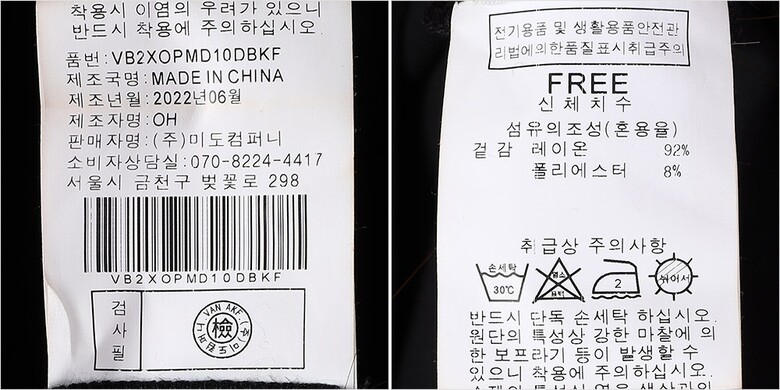 착용시 이염의 우려가 있으니
반드시 착용에 주의하십시오
품번: VB2XOPMD10DBKF
제조국명: MADE IN CHINA
제조년월: 2022년06월
제조자명: OH
판매자명: (주)미도컴퍼니
소비자상담실: 070-8224-4417
서울시 금천구 벚꽃로 298
VB2XOPMD10DBKF
검사필
VAN AKF. (주)미도컴퍼니
檢
전기용품 및 생활용품안전관
리법에의한품질표시취급주의
FREE
신체치수
섬유의조성(혼용율)
겉감 레이온 92%
폴리에스터 8%
취급상 주의사항
손세탁 30℃
염소 표백
2
뉘어서
반드시 단독 손세탁 하십시오.
원단의 특성상 강한 마찰에 의
한 보프라기 등이 발생할 수
있으니 착용에 주의하십시오